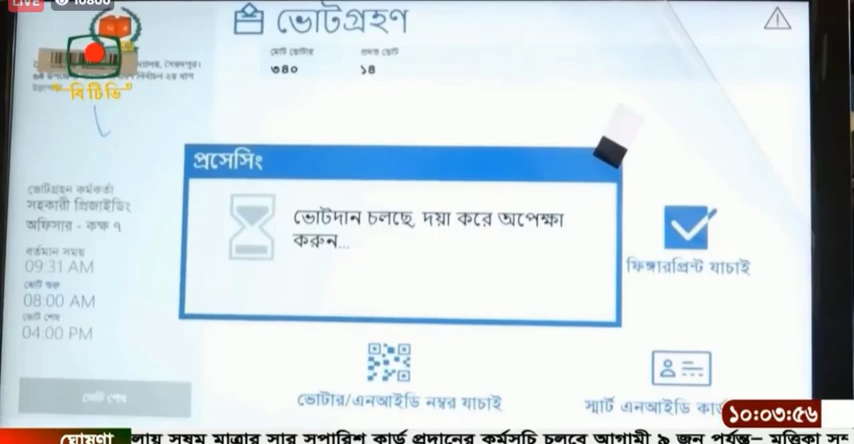 LIVE 10800
ভোটগ্রহণ
মোট ভোটার প্রদত্ত ভোট
৩৪০ ১৪
বিটিভি
প্রসেসিং
ভোটদান চলছে, দয়া করে অপেক্ষা
করুন...
ভোটগ্রহণ কর্মকর্তা
সহকারী প্রিজাইডিং
অফিসার - কক্ষ ৭
বর্তমান সময়
09:31 AM
ভোট শুরু
08:00 AM
ভোট শেষ
04:00 PM
ভোট শেষ
ফিঙ্গারপ্রিন্ট যাচাই
ভোটার/এনআইডি নম্বর যাচাই
স্মার্ট এনআইডি কার্ড
১০:০৩:৫৬
ঘোষণা লায় সুষম মাত্রার সার সুপারিশ কার্ড প্রদানের কর্মসূচি চলবে আগামী ৯ জুন পর্যন্ত– মৃত্তিকা সং